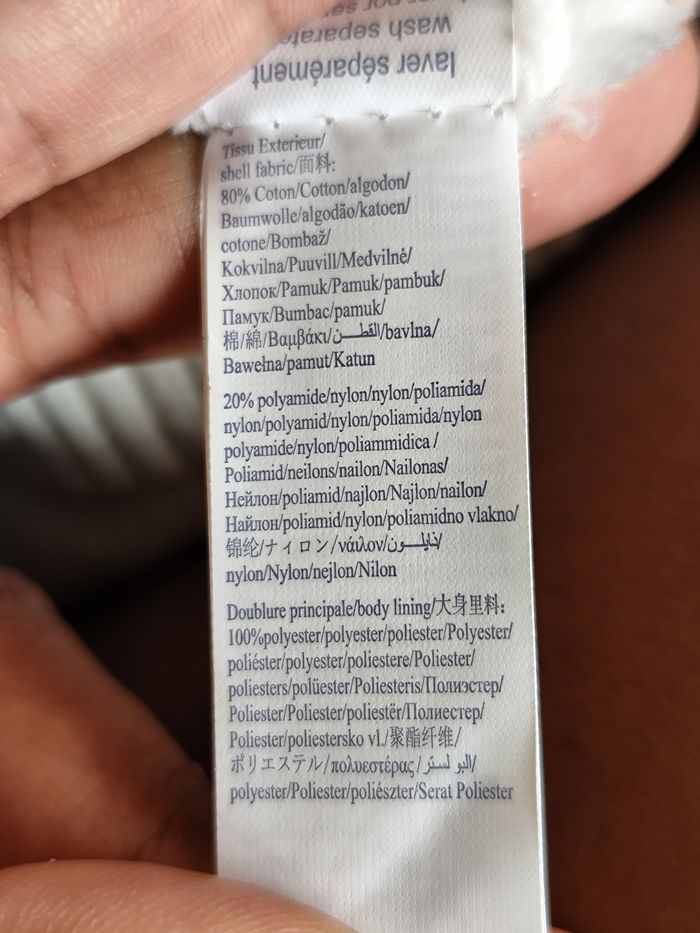 wash separate
laver séparément
Tissu Exterieur/
shell fabric/面料:
80% Coton/Cotton/algodon/
Baumwolle/algodão/katoen/
cotone/Bombaž/
Kokvilna/Puuvill/Medvilnė/
Хлопок/Pamuk/Pamuk/pambuk/
Памук/Bumbac/pamuk/
棉/綿/Βαμβάκι/القطــن/bavlna/
Bawełna/pamut/Katun
20% polyamide/nylon/nylon/poliamida/
nylon/polyamid/nylon/poliamida/nylon
polyamide/nylon/poliammidica /
Poliamid/neilons/nailon/Nailonas/
Нейлон/poliamid/najlon/Najlon/nailon/
Найлон/poliamid/nylon/poliamidno vlakno/
锦纶/ナイロン/νάιλον/نايلــون/
nylon/Nylon/nejlon/Nilon
Doublure principale/body lining/大身里料:
100%polyester/polyester/poliester/Polyester/
poliéster/polyester/poliestere/Poliester/
poliesters/polüester/Poliesteris/Полиэстер/
Poliester/Poliester/poliestër/Полиестер/
Poliester/poliestersko vl./聚酯纤维/
ポリエステル/πολυεστέρας/البو لستر/
polyester/Poliester/poliészter/Serat Poliester